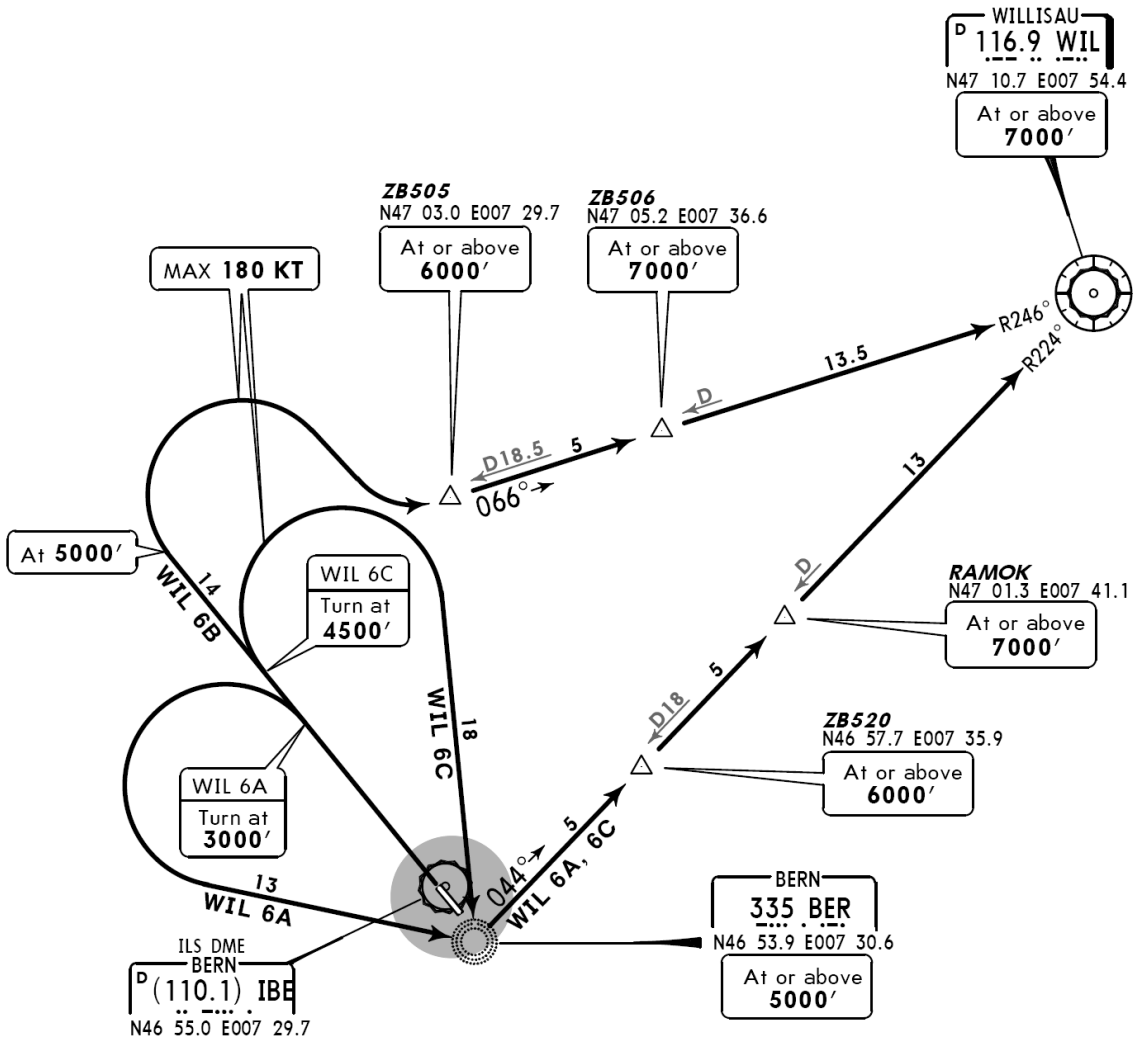 WILLISAU
D 116.9 WIL
N47 10.7 E007 54.4
At or above
7000′
ZB505
N47 03.0 E007 29.7
At or above
6000′
ZB506
N47 05.2 E007 36.6
At or above
7000′
MAX 180 KT
R246°
R224°
13.5
D
D18.5
5
066°
13
At 5000′
14
WIL 6B
WIL 6C
Turn at
4500′
D
RAMOK
N47 01.3 E007 41.1
At or above
7000′
5
D18
18
WIL 6C
ZB520
N46 57.7 E007 35.9
At or above
6000′
WIL 6A
Turn at
3000′
5
044°
WIL 6A, 6C
13
WIL 6A
BERN
335 BER
N46 53.9 E007 30.6
At or above
5000′
ILS DME
BERN
D (110.1) IBE
N46 55.0 E007 29.7